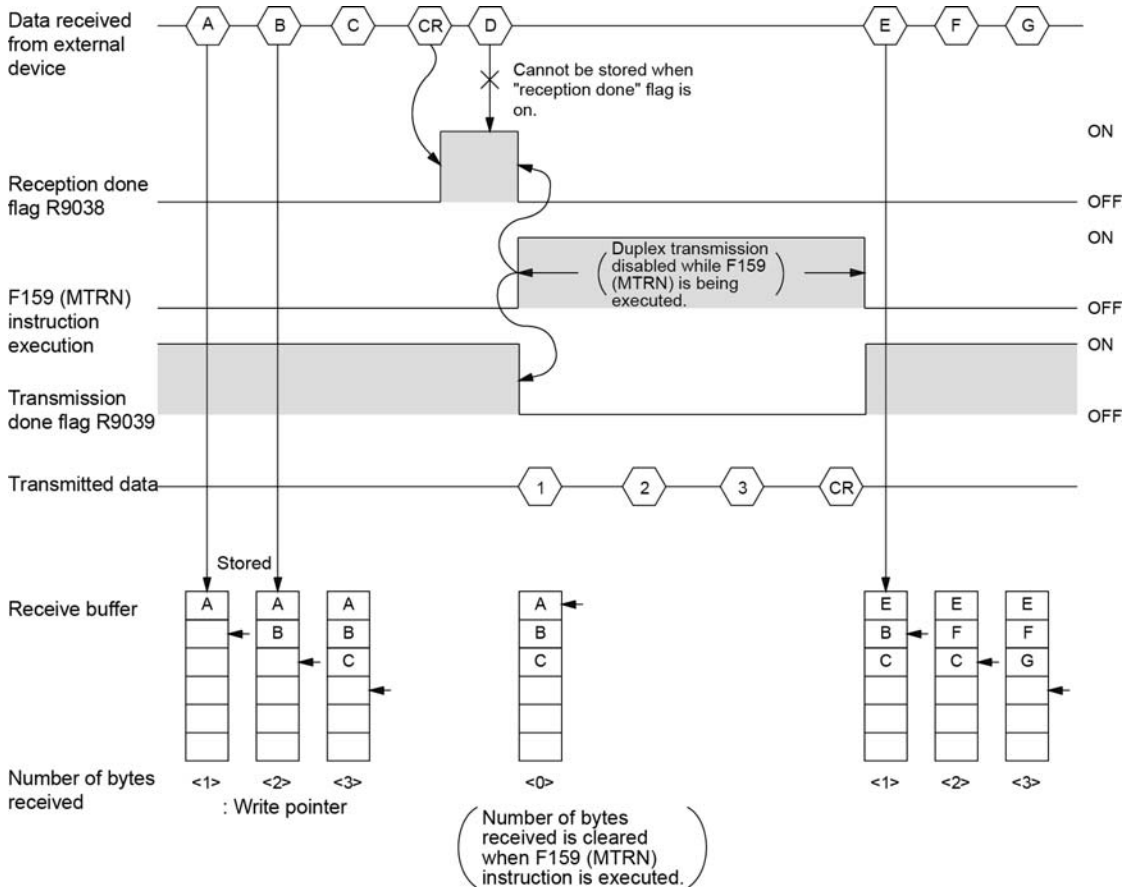 Data received
from external
device
A B C CR D E F G
Cannot be stored when
"reception done" flag is
on.
ON
Reception done
flag R9038
OFF
ON
Duplex transmission
disabled while F159
(MTRN) is being
executed.
F159 (MTRN)
instruction
execution
OFF
ON
Transmission
done flag R9039
OFF
Transmitted data
1 2 3 CR
Stored
Receive buffer
A A A A E E E
B B B B F F
C C C C G
Number of bytes
received
<1> <2> <3> <0> <1> <2> <3>
: Write pointer
Number of bytes
received is cleared
when F159 (MTRN)
instruction is executed.